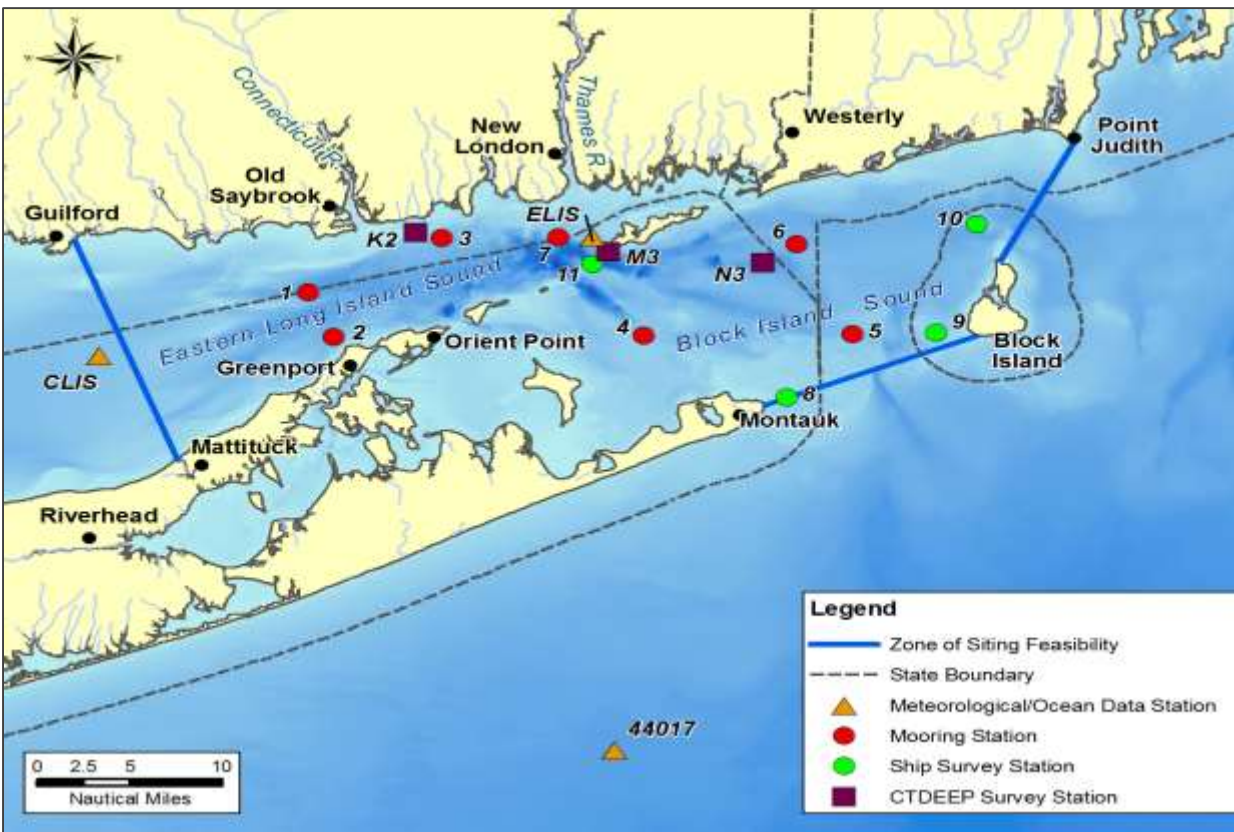 N
W
E
S
Connecticut R.
Thames R
New
London
Westerly
Point
Judith
Old
Saybrook
Guilford
K2
3
ELIS
7
11
M3
6
N3
10
1
2
Eastern Long Island Sound
4
Block Island Sound
5
9
Block
Island
CLIS
Greenport
Orient Point
8
Montauk
Mattituck
Riverhead
44017
0 2.5 5 10
Nautical Miles
Legend
Zone of Siting Feasibility
State Boundary
Meteorological/Ocean Data Station
Mooring Station
Ship Survey Station
CTDEEP Survey Station